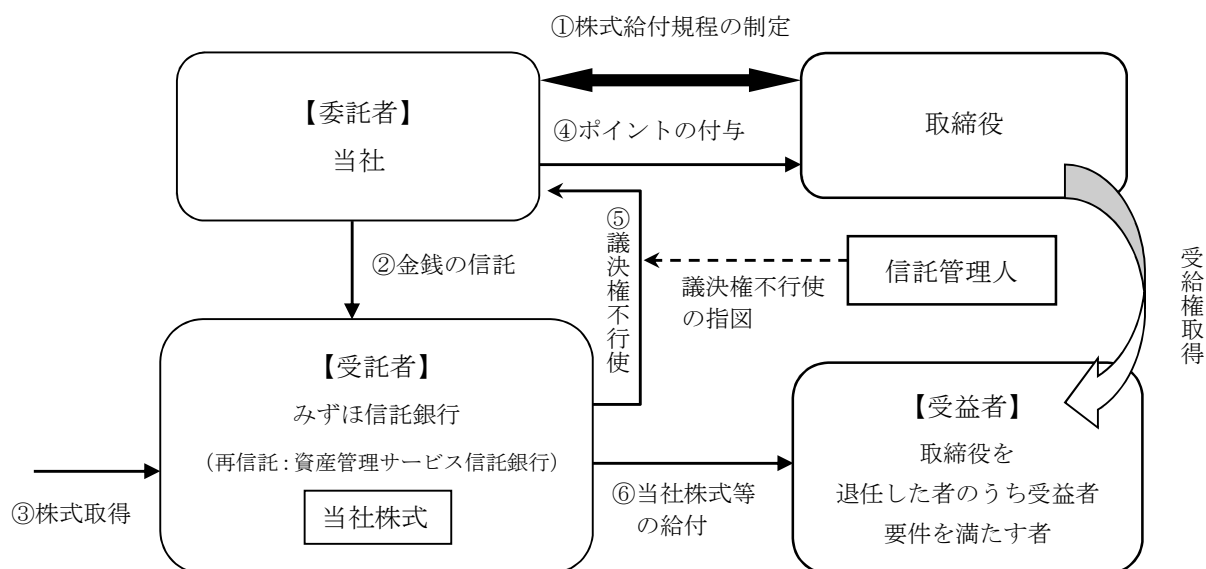 ①株式給付規程の制定
【委託者】
当社
④ポイントの付与
取締役
②金銭の信託
⑤議決権不行使
議決権不行使
の指図
信託管理人
受給権取得
【受託者】
みずほ信託銀行
(再信託:資産管理サービス信託銀行)
当社株式
③株式取得
⑥当社株式等
の給付
【受益者】
取締役を
退任した者のうち受益者
要件を満たす者